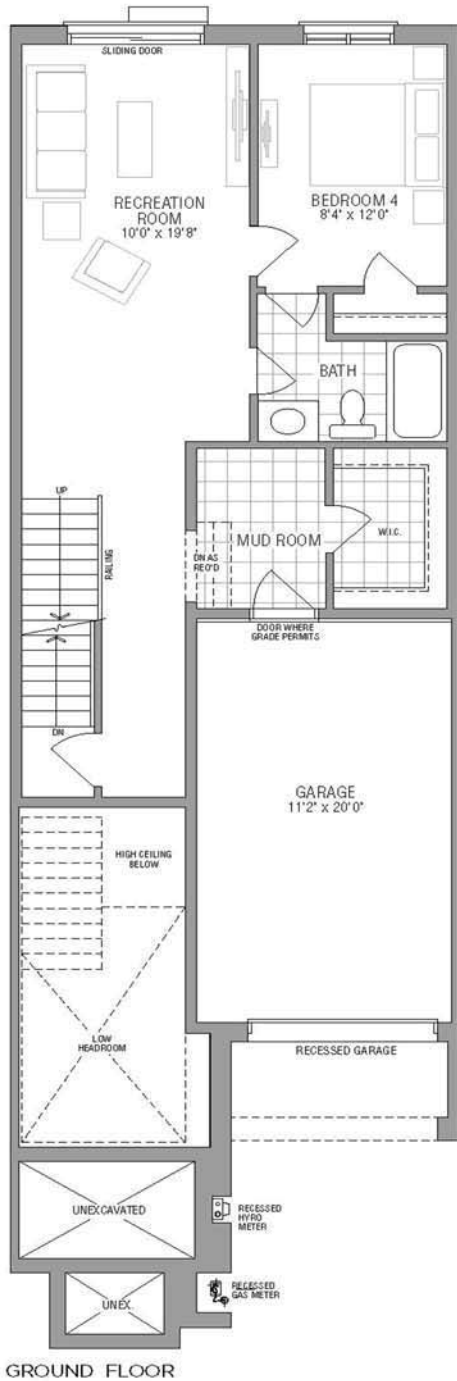 SLIDING DOOR
RECREATION
ROOM
10'0" x 19'8"
BEDROOM 4
8'4" x 12'0"
BATH
UP
RAILING
DN AS
REQ'D
MUD ROOM
W.I.C.
DOOR WHERE
GRADE PERMITS
DN
GARAGE
11'2" x 20'0"
HIGH CEILING
BELOW
LOW
HEADROOM
RECESSED GARAGE
UNEXCAVATED
RECESSED
HYRO
METER
UNEX.
RECESSED
GAS METER
GROUND FLOOR